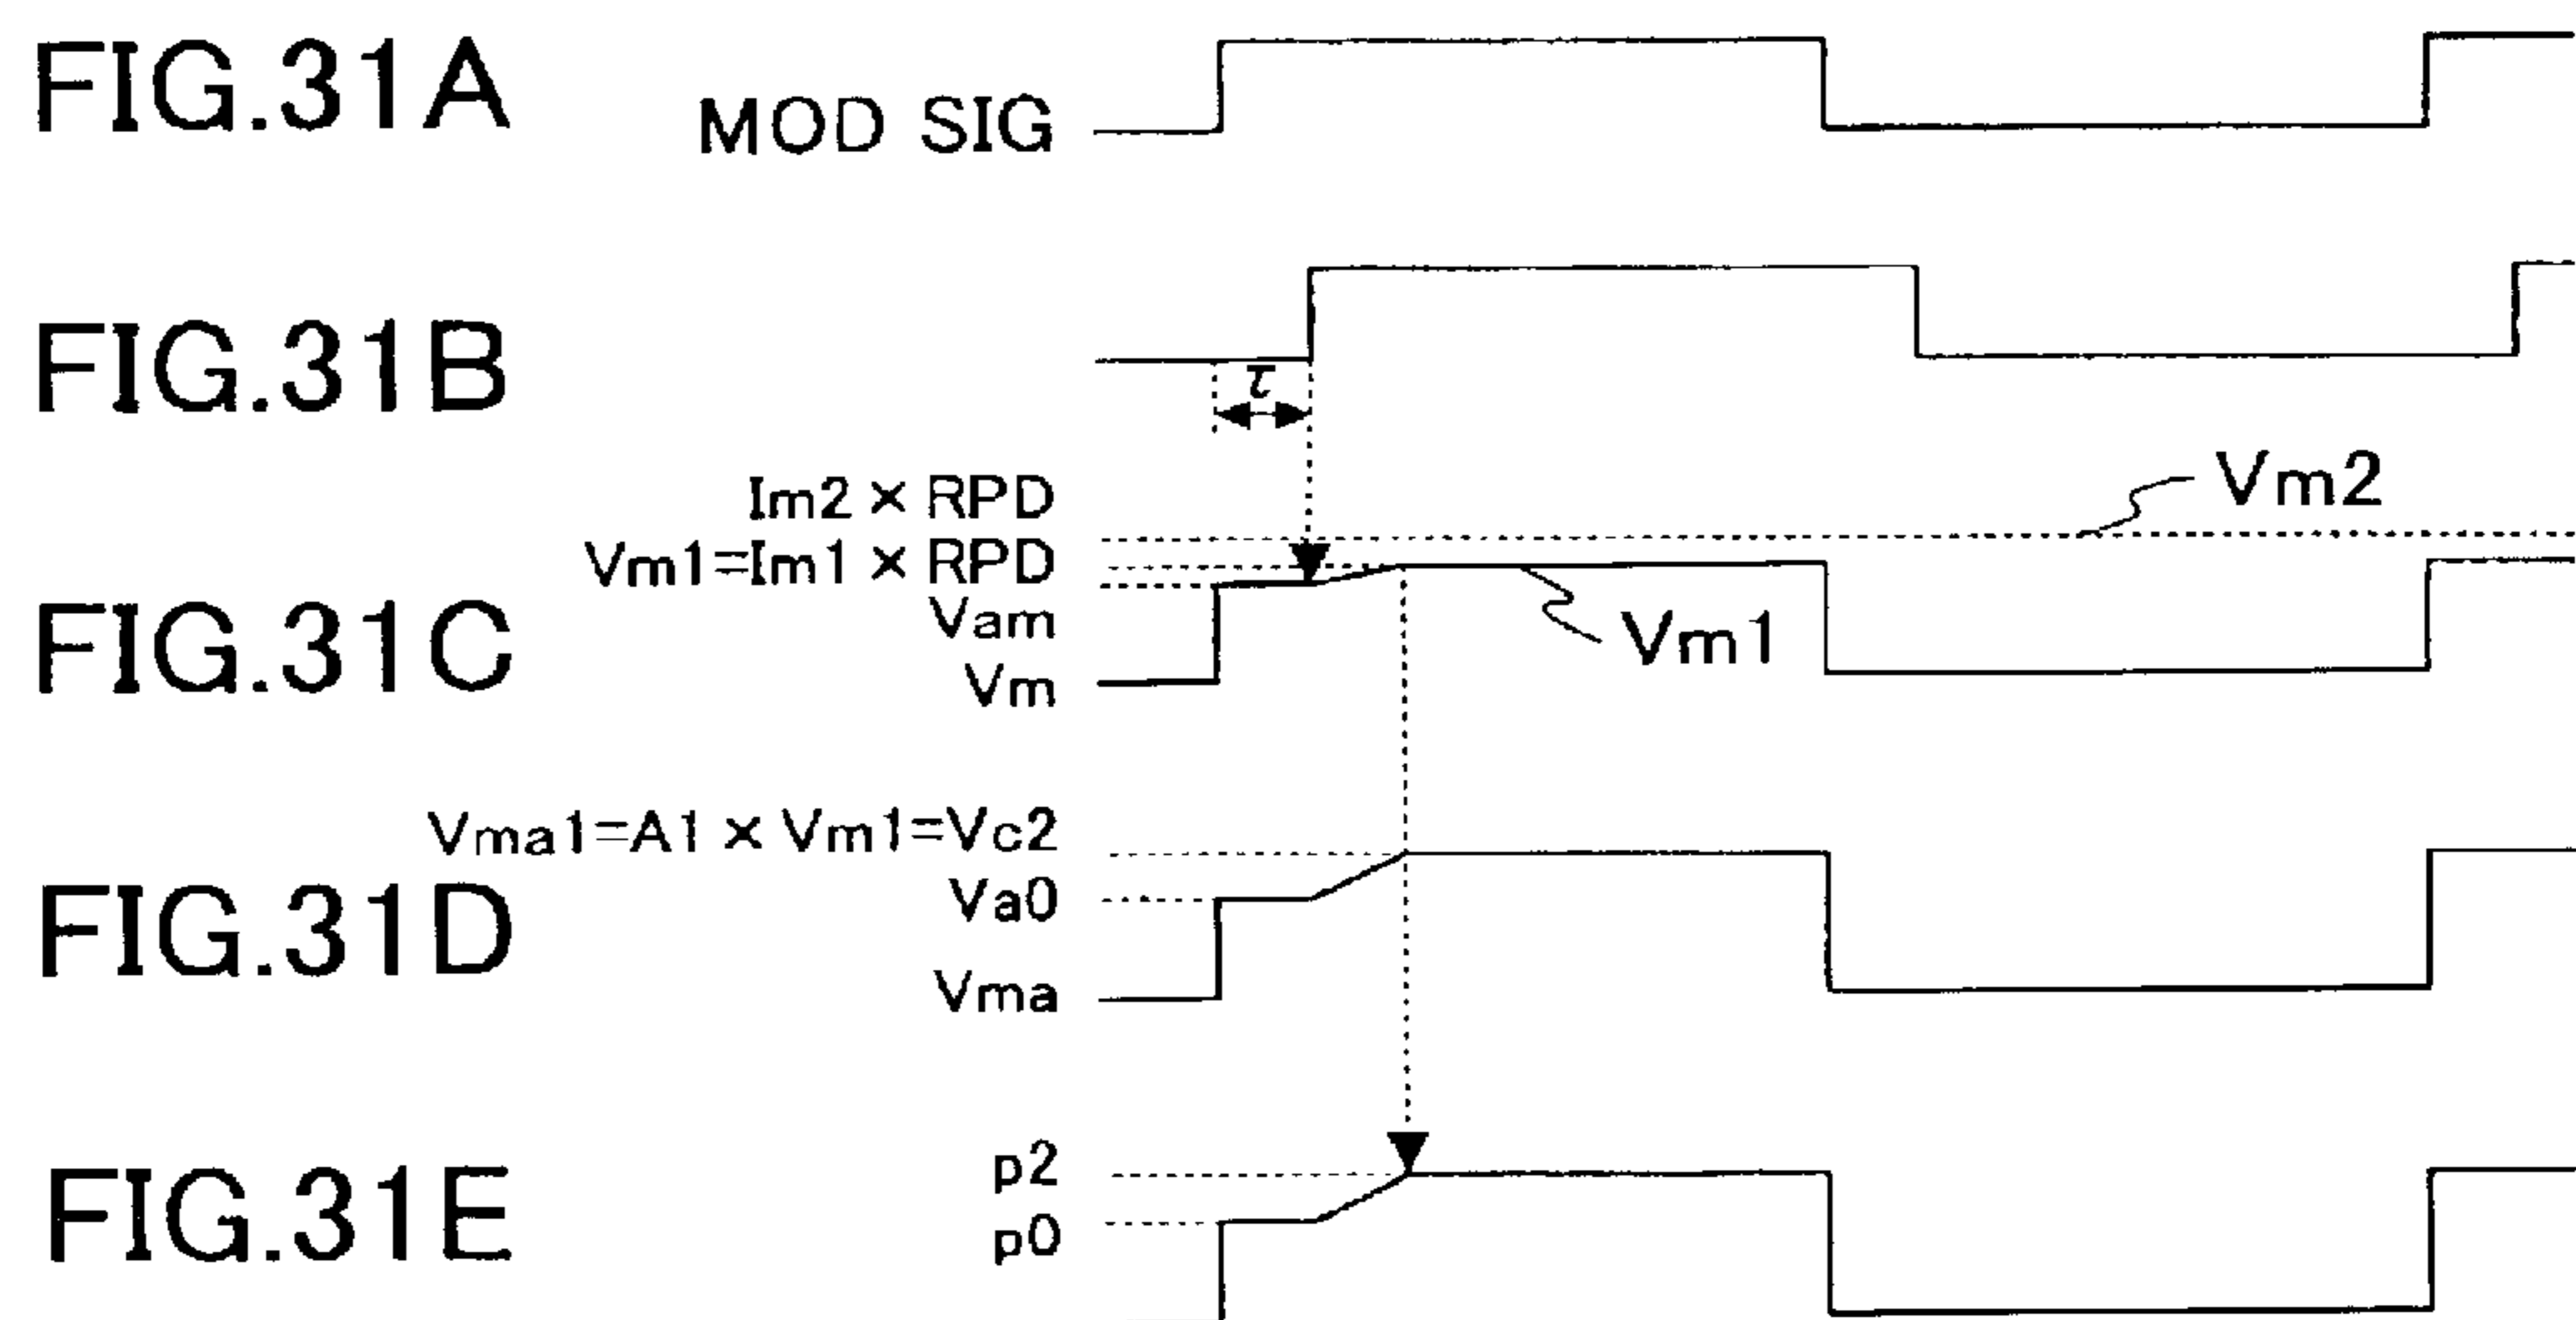 FIG.31A
MOD SIG
FIG.31B
τ
Im2 × RPD
Vm2
Vm1=Im1 × RPD
FIG.31C
Vam
Vm1
Vm
Vma1=A1 × Vm1=Vc2
FIG.31D
Va0
Vma
p2
FIG.31E
p0